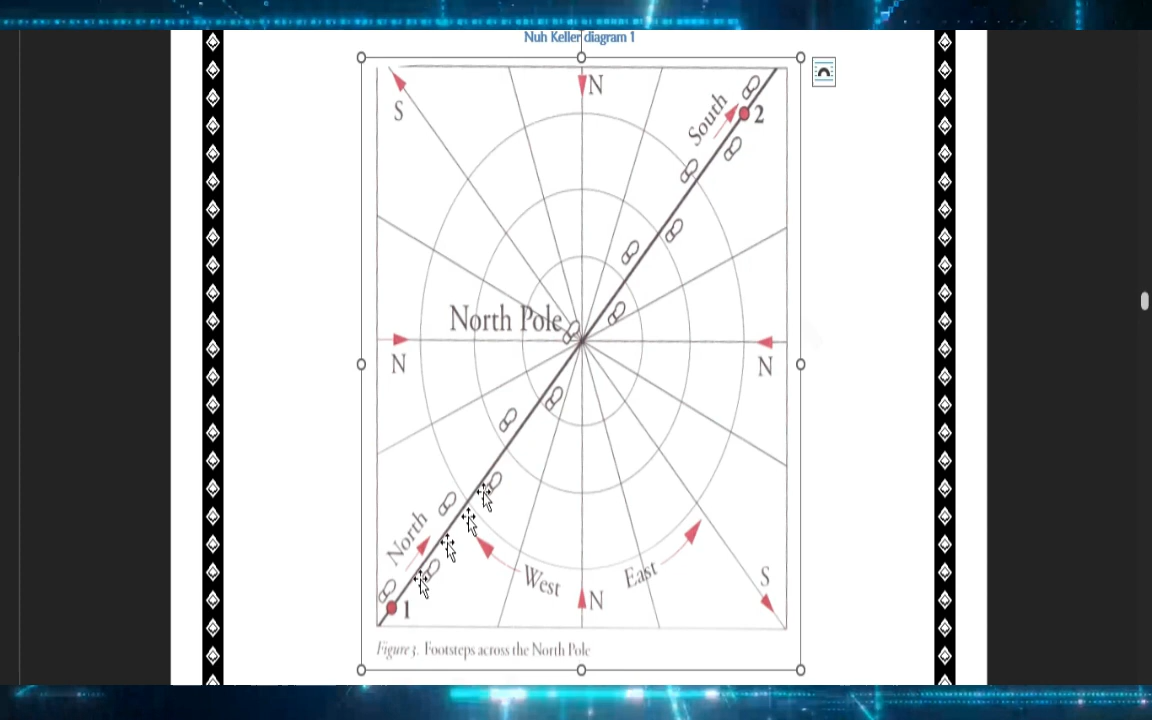 Nuh Keller diagram 1
N
S
South
2
North Pole
N
N
North
1
West
East
N
S
Figure 3. Footsteps across the North Pole